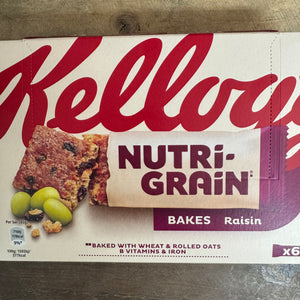 Kellogg
NUTRi-
GRAiN
BAKES Raisin
**BAKED WITH WHEAT & ROLLED OATS
B VITAMINS & IRON
x6